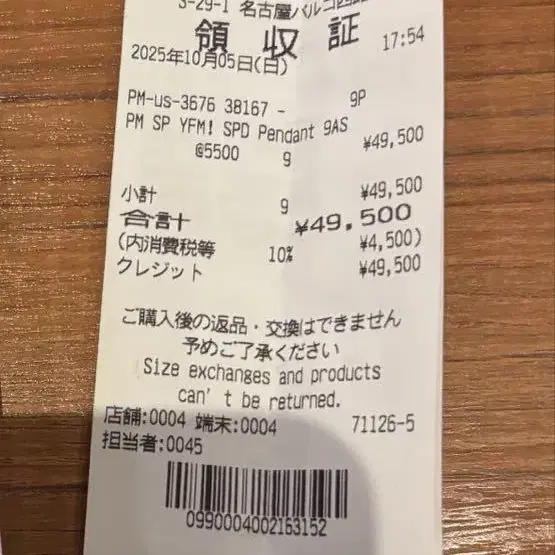 S-29-1 名古屋パルコ西館
領収証
2025年10月05日(日) 17:54
PM-us-3676 38167 - 9P
PM SP YFM! SPD Pendant 9AS
¥49,500
@5500 9
小計 9 ¥49,500
合計 ¥49,500
(内消費税等 10% ¥4,500)
クレジット ¥49,500
ご購入後の返品・交換はできません
予めご了承ください
Size exchanges and products
can't be returned.
店舗:0004 端末:0004 71126-5
担当者:0045
0990004002163152